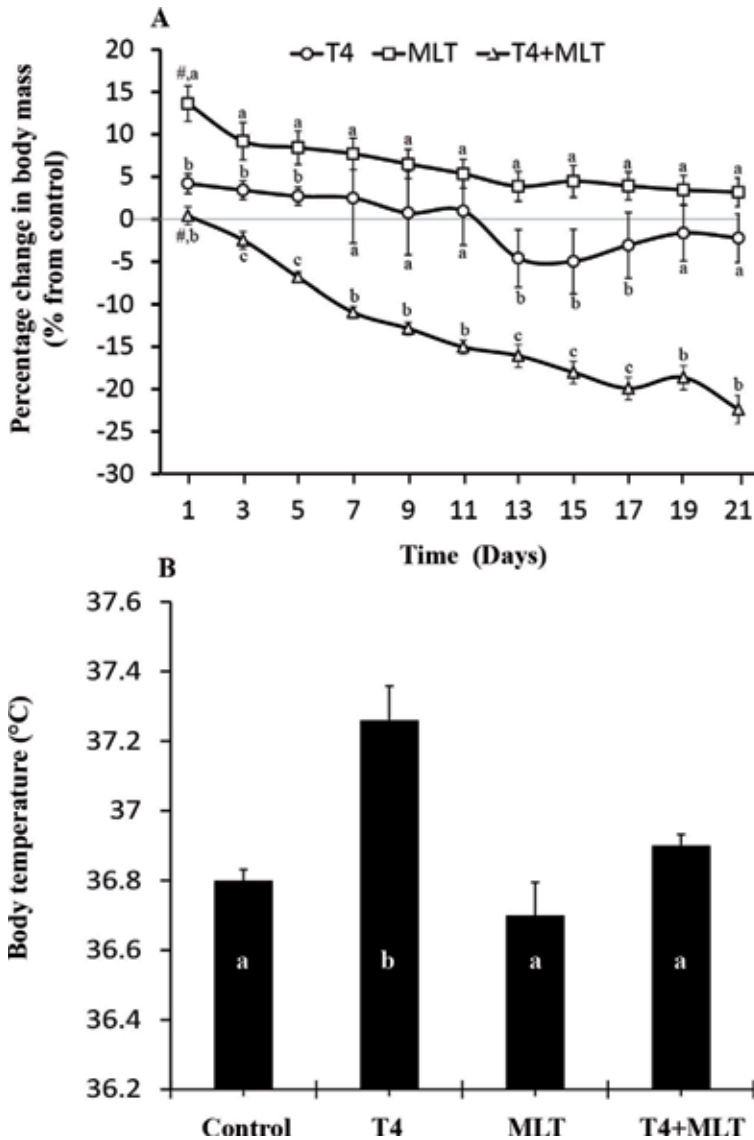 A
T4 MLT T4+MLT
20
15
10
5
0
-5
-10
-15
-20
-25
-30
Percentage change in body mass
(% from control)
#,a a a a a a a a a a a
b b b a a a b b b a a
#,b c c b b b c c c b b
1 3 5 7 9 11 13 15 17 19 21
Time (Days)
B
37.6
37.4
37.2
37
36.8
36.6
36.4
36.2
Body temperature (°C)
a b a a
Control T4 MLT T4+MLT